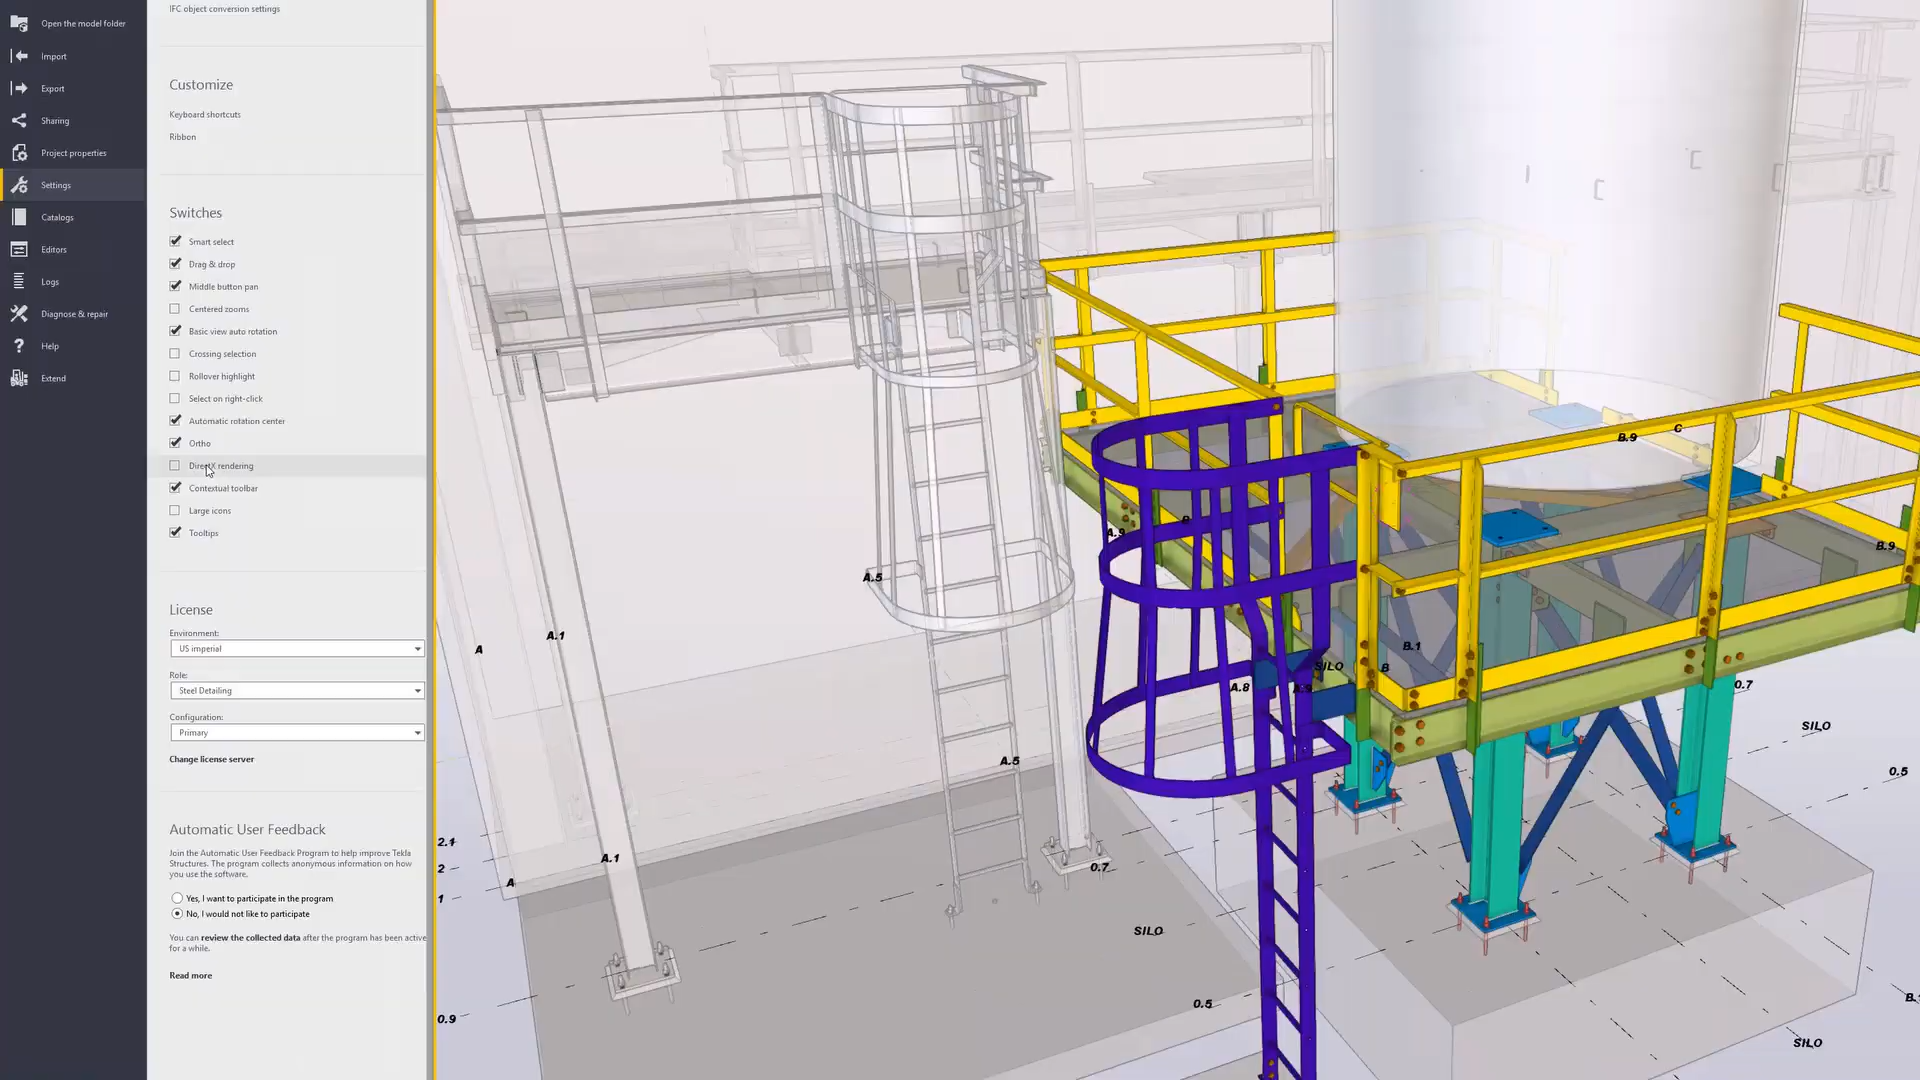 Open the model folder
Import
Export
Sharing
Project properties
Settings
Catalogs
Editors
Logs
Diagnose & repair
Help
Extend
IFC object conversion settings
Customize
Keyboard shortcuts
Ribbon
Switches
Smart select
Drag & drop
Middle button pan
Centered zooms
Basic view auto rotation
Crossing selection
Rollover highlight
Select on right-click
Automatic rotation center
Ortho
DirectX rendering
Contextual toolbar
Large icons
Tooltips
License
Environment:
US imperial
Role:
Steel Detailing
Configuration:
Primary
Change license server
Automatic User Feedback
Join the Automatic User Feedback Program to help improve Tekla
Structures. The program collects anonymous information on how
you use the software.
Yes, I want to participate in the program
No, I would not like to participate
You can review the collected data after the program has been active
for a while.
Read more
C
B.9
B
A.9
B.9
A.5
A.1
A
B.1
SILO
B
A.8
0.7
SILO
A.5
0.5
2.1
A.1
0.7
2
A
1
SILO
B.
0.5
0.9
SILO